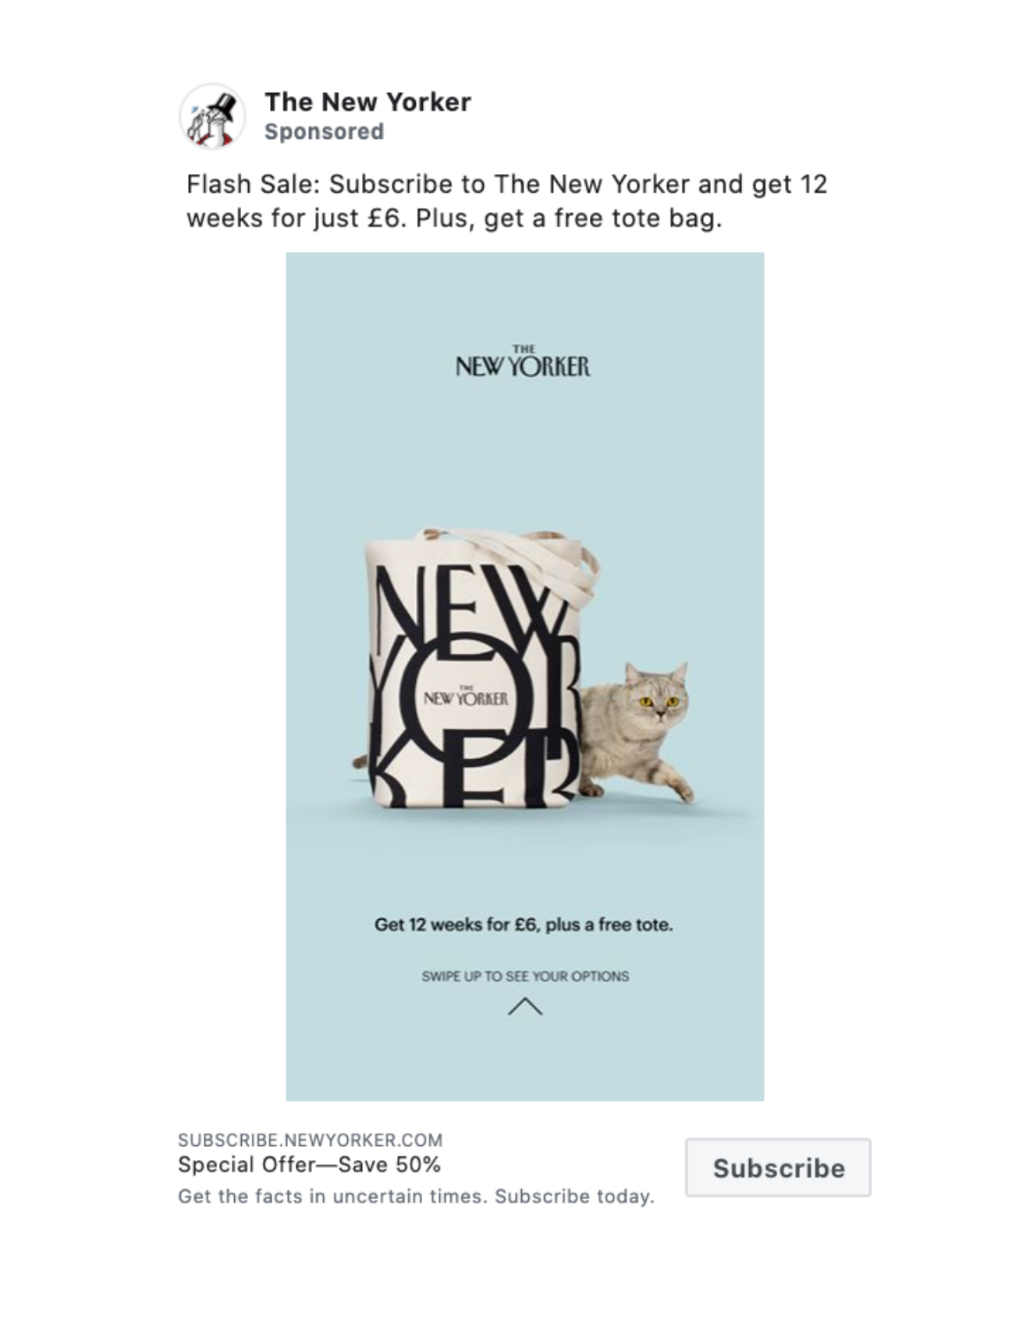 The New Yorker
Sponsored
Flash Sale: Subscribe to The New Yorker and get 12
weeks for just £6. Plus, get a free tote bag.
THE
NEW YORKER
NEW
YOR
KER
THE
NEW YORKER
Get 12 weeks for £6, plus a free tote.
SWIPE UP TO SEE YOUR OPTIONS
SUBSCRIBE.NEWYORKER.COM
Special Offer—Save 50%
Get the facts in uncertain times. Subscribe today.
Subscribe